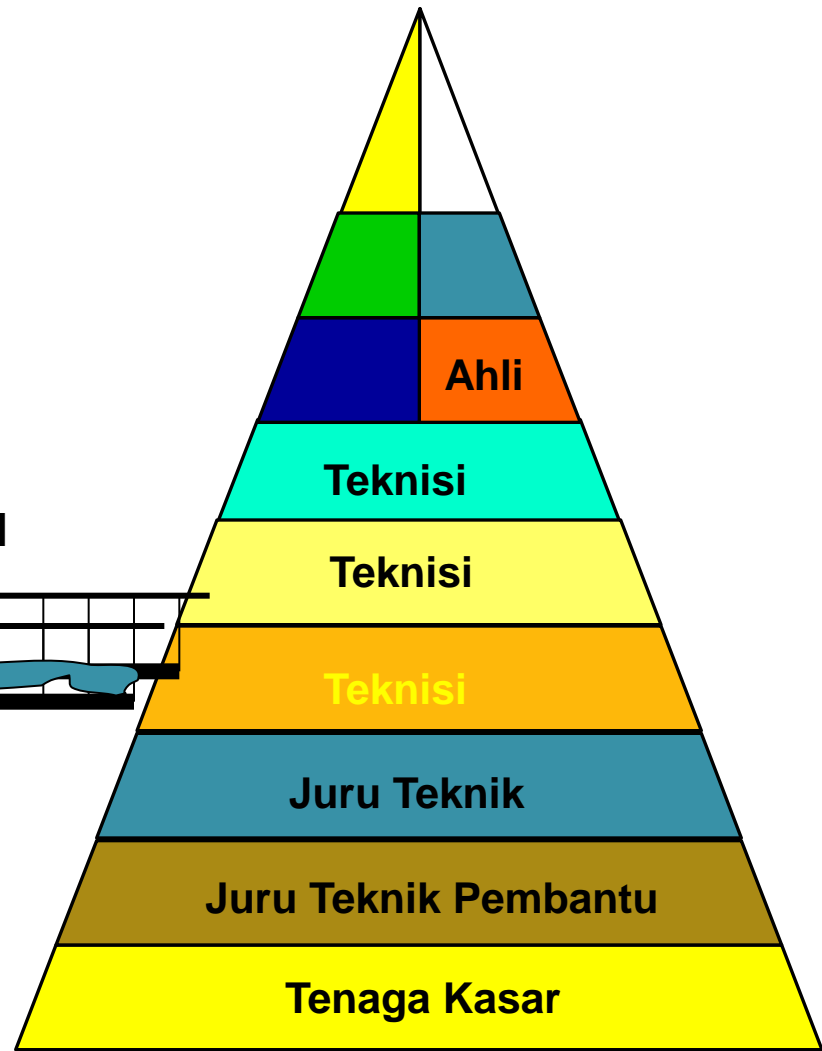 Ahli
Teknisi
Teknisi
Teknisi
Juru Teknik
Juru Teknik Pembantu
Tenaga Kasar